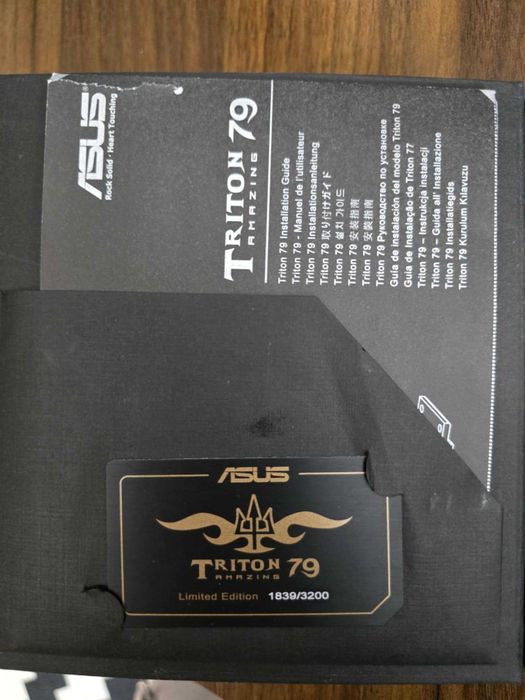 ASUS®
Rock Solid · Heart Touching
TRITON 79
AMAZING
Triton 79 Installation Guide
Triton 79 - Manuel de l'utilisateur
Triton 79 Installationsanleitung
Triton 79 取り付けガイド
Triton 79 설치 가이드
Triton 79 安装指南
Triton 79 安裝指南
Triton 79 Руководство по установке
Guía de instalación del modelo Triton 79
Guia de Instalação de Triton 77
Triton 79 – Instrukcja instalacji
Triton 79 – Guida all' Installazione
Triton 79 Installatiegids
Triton 79 Kurulum Kılavuzu
ASUS
TRITON 79
AMAZING
Limited Edition 1839/3200